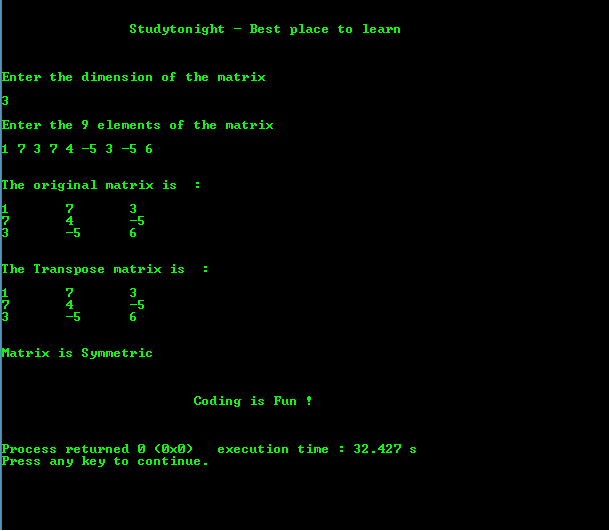 Studytonight - Best place to learn
Enter the dimension of the matrix
3
Enter the 9 elements of the matrix
1 7 3 7 4 -5 3 -5 6
The original matrix is  :
1       7       3
7       4       -5
3       -5      6
The Transpose matrix is  :
1       7       3
7       4       -5
3       -5      6
Matrix is Symmetric
Coding is Fun !
Process returned 0 (0x0)   execution time : 32.427 s
Press any key to continue.